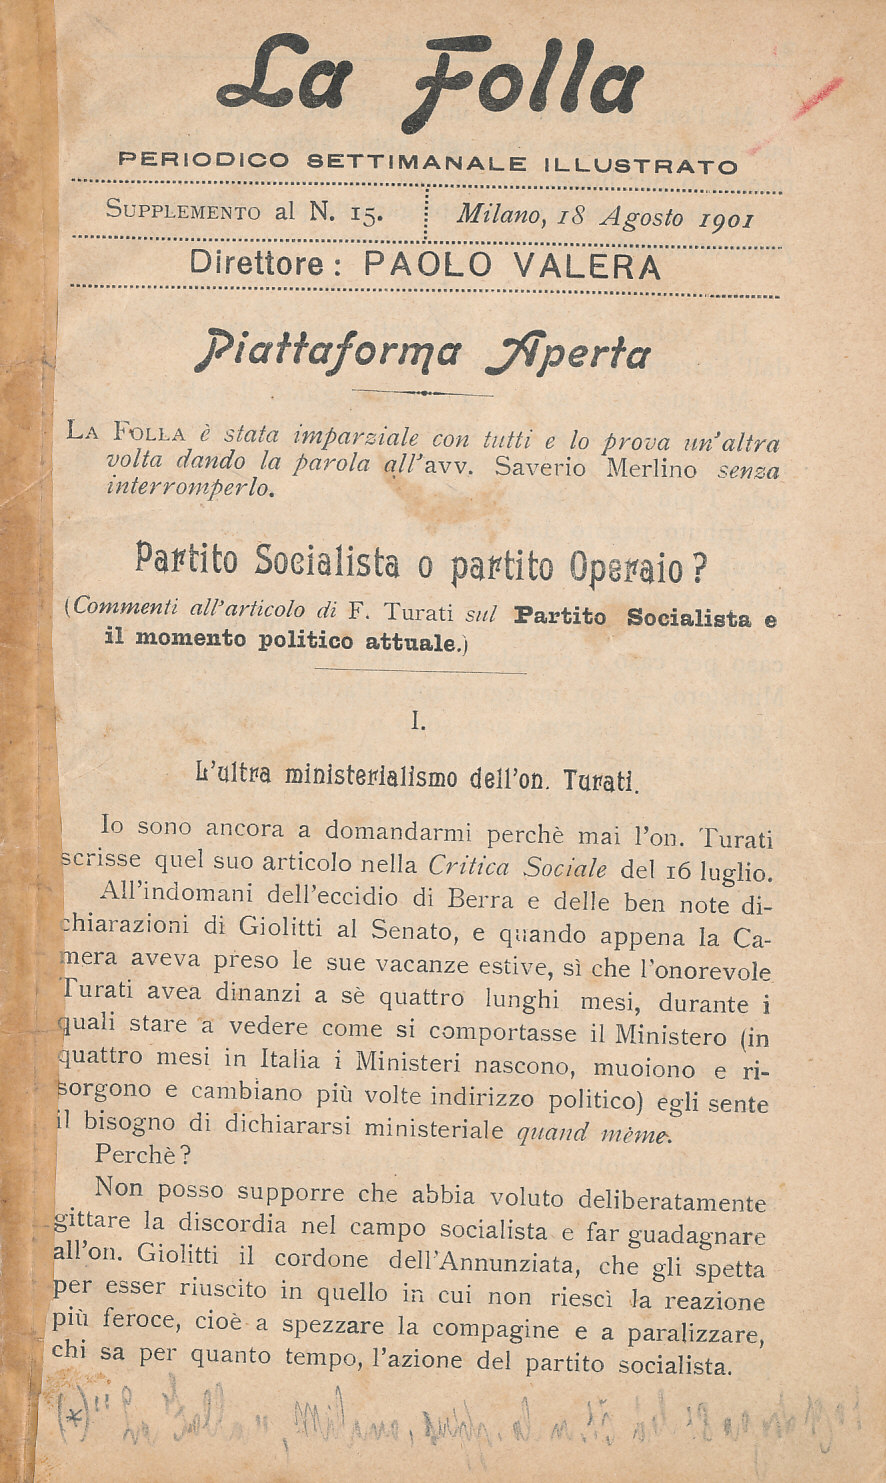 La Folla
PERIODICO SETTIMANALE ILLUSTRATO
SUPPLEMENTO al N. 15.
Milano, 18 Agosto 1901
Direttore: PAOLO VALERA
Piattaforma Aperta
LA FOLLA è stata imparziale con tutti e lo prova un'altra
volta dando la parola all'avv. Saverio Merlino senza
interromperlo.
Partito Socialista o partito Operaio?
(Commenti all'articolo di F. Turati sul Partito Socialista e
il momento politico attuale.)
I.
L'ultra ministerialismo dell'on. Turati.
Io sono ancora a domandarmi perchè mai l'on. Turati
scrisse quel suo articolo nella Critica Sociale del 16 luglio.
All'indomani dell'eccidio di Berra e delle ben note di-
chiarazioni di Giolitti al Senato, e quando appena la Ca-
mera aveva preso le sue vacanze estive, sì che l'onorevole
Turati avea dinanzi a sè quattro lunghi mesi, durante i
quali stare a vedere come si comportasse il Ministero (in
quattro mesi in Italia i Ministeri nascono, muoiono e ri-
sorgono e cambiano più volte indirizzo politico) egli sente
il bisogno di dichiararsi ministeriale quand mème.
Perchè?
Non posso supporre che abbia voluto deliberatamente
gittare la discordia nel campo socialista e far guadagnare
all'on. Giolitti il cordone dell'Annunziata, che gli spetta
per esser riuscito in quello in cui non riescì la reazione
più feroce, cioè a spezzare la compagine e a paralizzare,
chi sa per quanto tempo, l'azione del partito socialista.